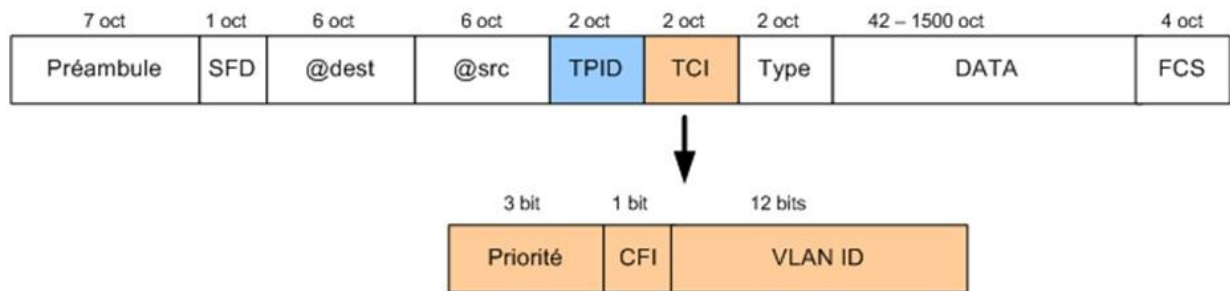 7 oct 1 oct 6 oct 6 oct 2 oct 2 oct 2 oct 42 – 1500 oct 4 oct
Préambule SFD @dest @src TPID TCI Type DATA FCS
3 bit 1 bit 12 bits
Priorité CFI VLAN ID